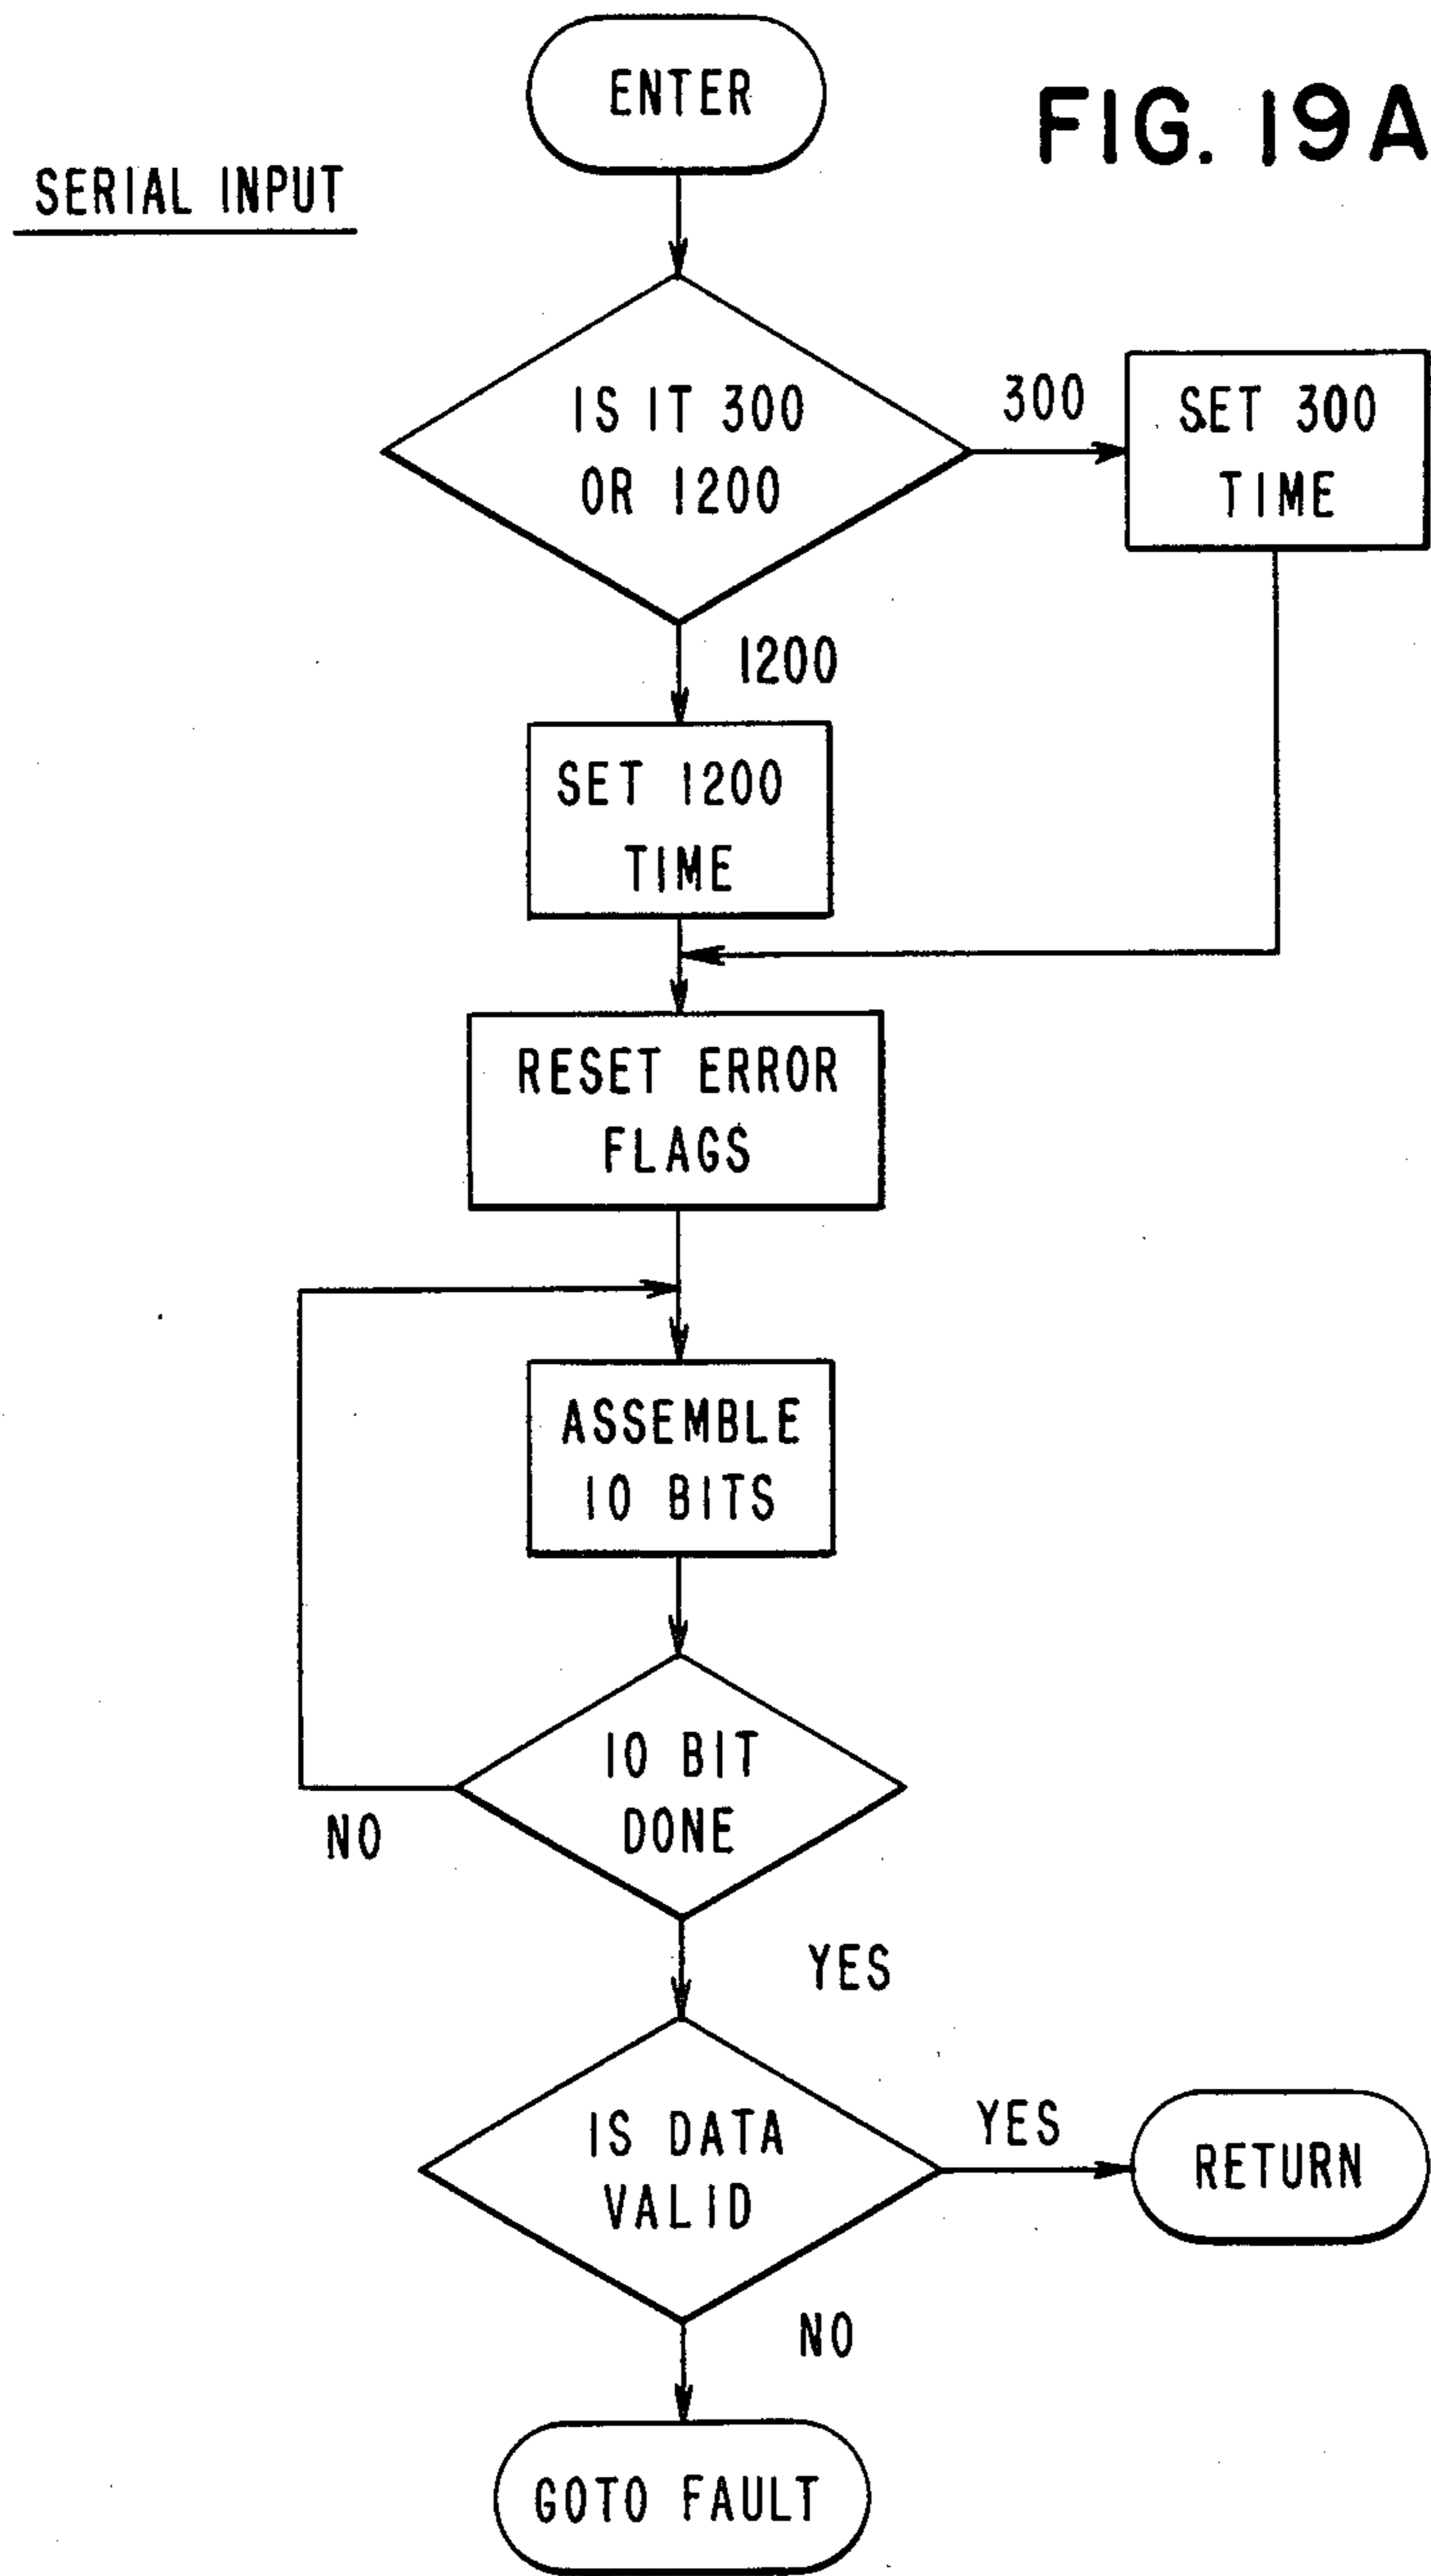 ENTER
FIG. 19A
SERIAL INPUT
IS IT 300
OR 1200
300
SET 300
TIME
1200
SET 1200
TIME
RESET ERROR
FLAGS
ASSEMBLE
10 BITS
10 BIT
DONE
NO
YES
IS DATA
VALID
YES
RETURN
NO
GOTO FAULT